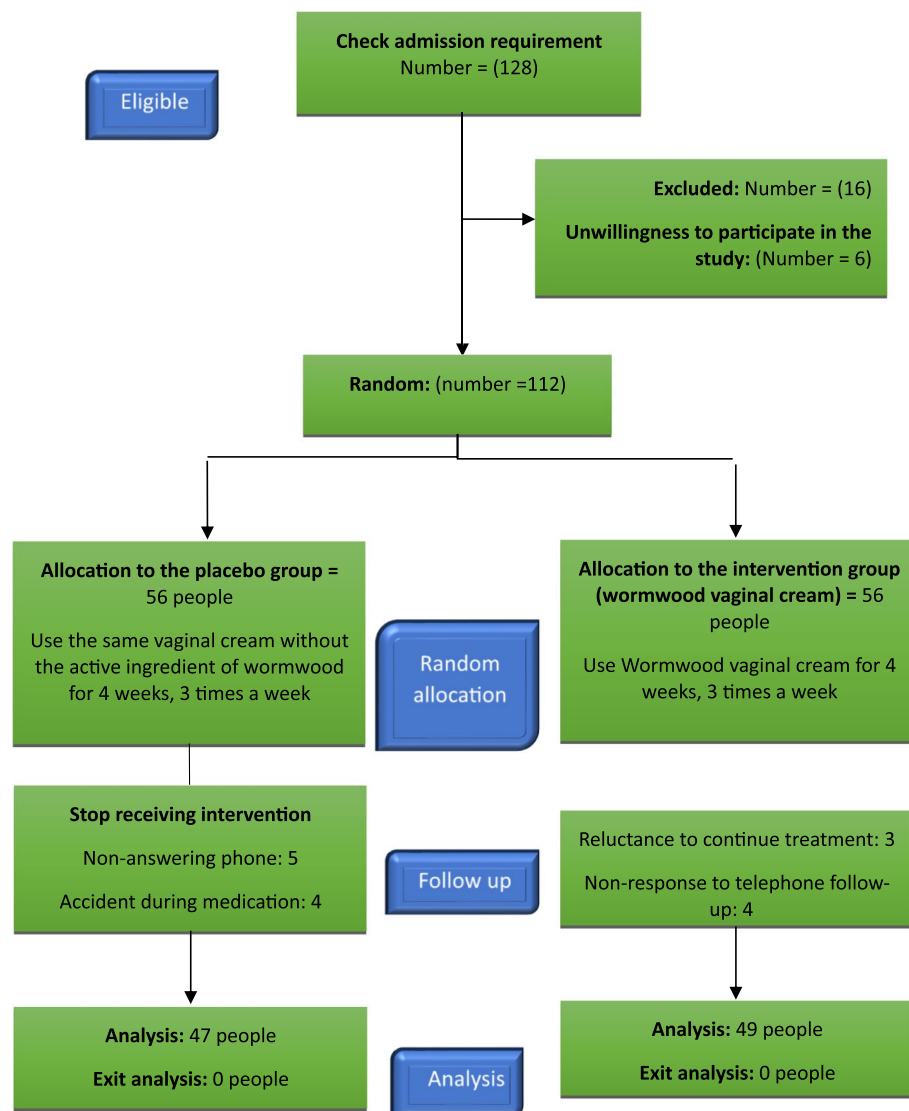 Check admission requirement
Number = (128)
Eligible
Excluded: Number = (16)
Unwillingness to participate in the
study: (Number = 6)
Random: (number =112)
Allocation to the placebo group =
56 people
Use the same vaginal cream without
the active ingredient of wormwood
for 4 weeks, 3 times a week
Random
allocation
Allocation to the intervention group
(wormwood vaginal cream) = 56
people
Use Wormwood vaginal cream for 4
weeks, 3 times a week
Stop receiving intervention
Non-answering phone: 5
Accident during medication: 4
Follow up
Reluctance to continue treatment: 3
Non-response to telephone follow-
up: 4
Analysis: 47 people
Exit analysis: 0 people
Analysis
Analysis: 49 people
Exit analysis: 0 people